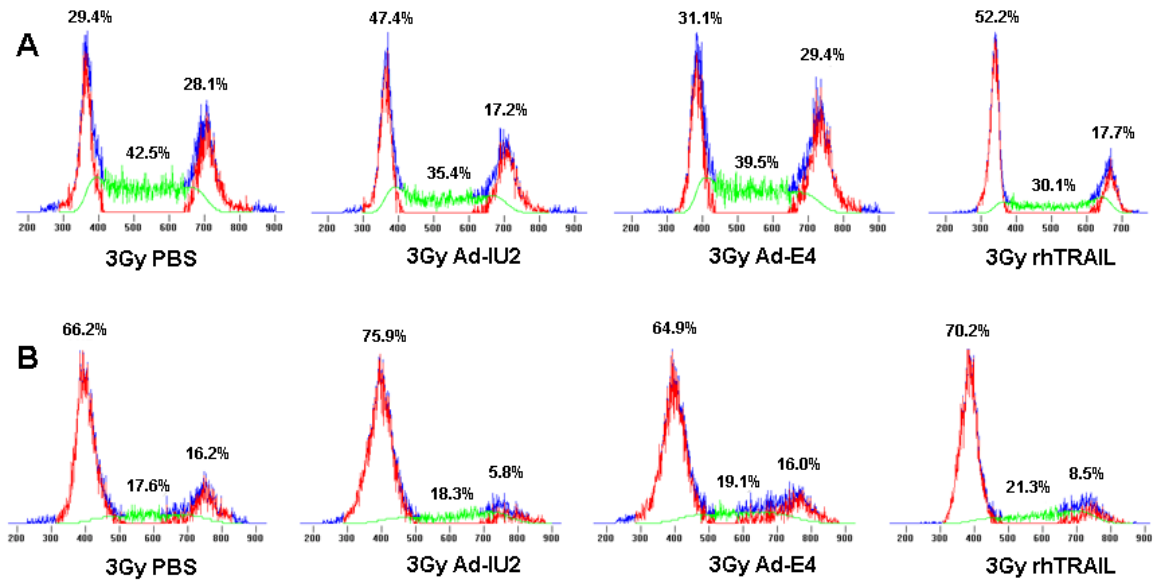 29.4% 47.4% 31.1% 52.2%
A
28.1% 17.2% 29.4% 17.7%
42.5% 35.4% 39.5% 30.1%
200 300 400 500 600 700 800 900 200 300 400 500 600 700 800 900 200 300 400 500 600 700 800 900 200 300 400 500 600 700
3Gy PBS 3Gy Ad-IU2 3Gy Ad-E4 3Gy rhTRAIL
66.2% 75.9% 64.9% 70.2%
B
16.2% 5.8% 16.0% 8.5%
17.6% 18.3% 19.1% 21.3%
200 300 400 500 600 700 800 900 200 300 400 500 600 700 800 900 200 300 400 500 600 700 800 900 200 300 400 500 600 700 800 900
3Gy PBS 3Gy Ad-IU2 3Gy Ad-E4 3Gy rhTRAIL